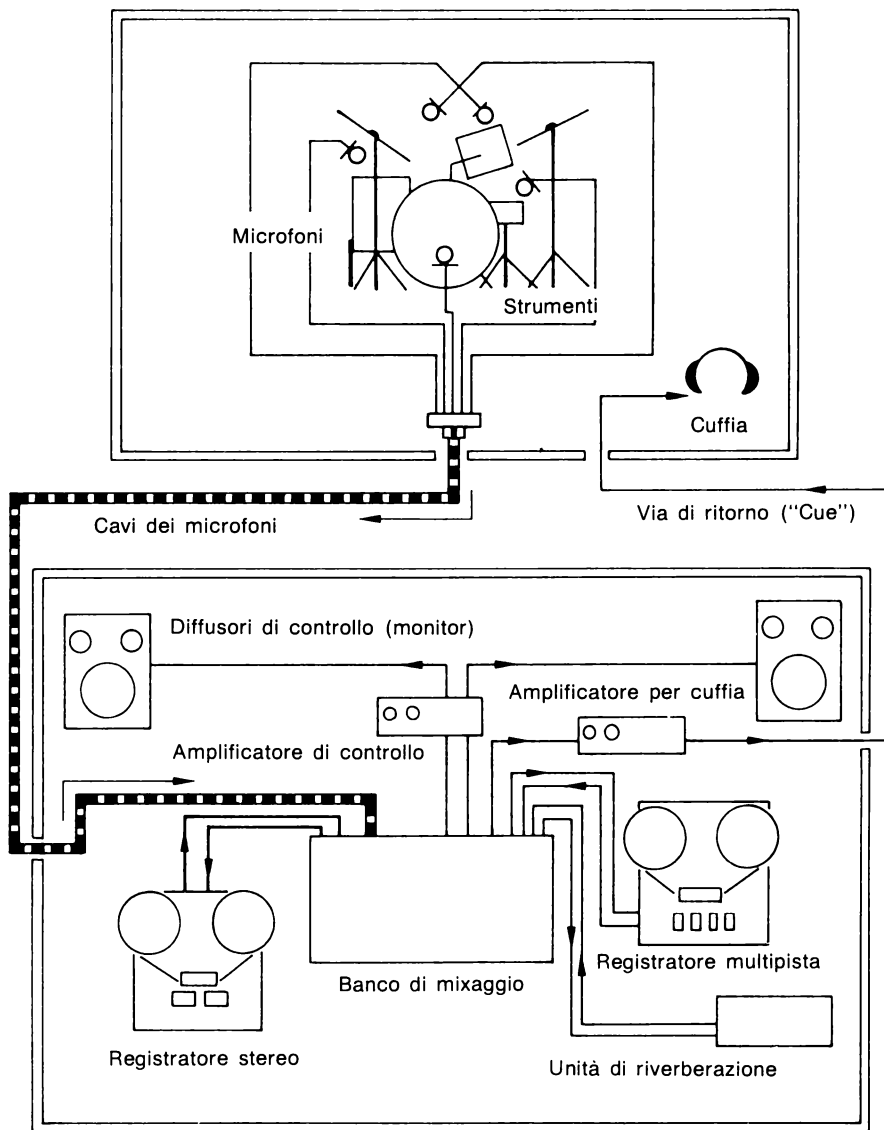 Microfoni
Strumenti
Cuffia
Cavi dei microfoni
Via di ritorno ("Cue")
Diffusori di controllo (monitor)
Amplificatore per cuffia
Amplificatore di controllo
Registratore multipista
Banco di mixaggio
Registratore stereo
Unità di riverberazione